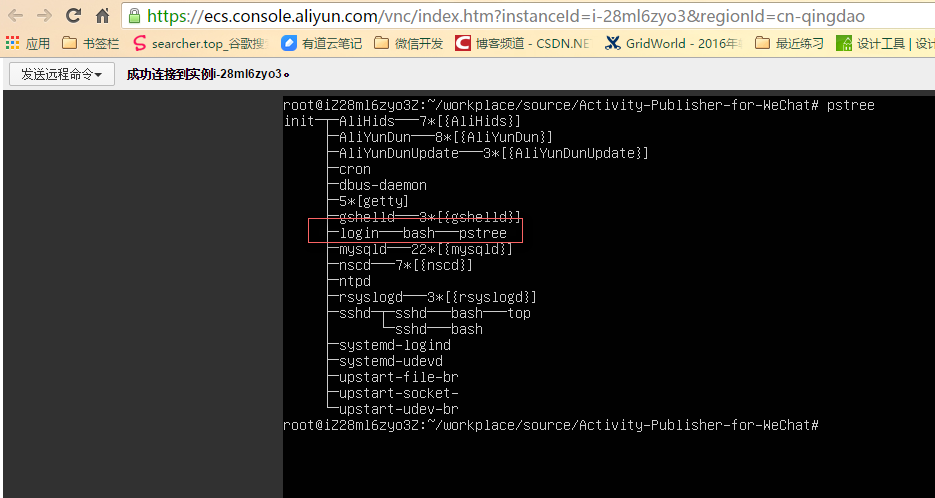 https://ecs.console.aliyun.com/vnc/index.htm?instanceId=i-28ml6zyo3&regionId=cn-qingdao
应用 书签栏 searcher.top_谷歌搜 有道云笔记 微信开发 博客频道 - CSDN.NE GridWorld - 2016年 最近练习 设计工具 | 设计
发送远程命令 成功连接到实例i-28ml6zyo3。
root@iZ28ml6zyo3Z:~/workplace/source/Activity-Publisher-for-WeChat# pstree
init─┬─AliHids───7*[{AliHids}]
├─AliYunDun───8*[{AliYunDun}]
├─AliYunDunUpdate───3*[{AliYunDunUpdate}]
├─cron
├─dbus-daemon
├─5*[getty]
├─gshelld───3*[{gshelld}]
├─login───bash───pstree
├─mysqld───22*[{mysqld}]
├─nscd───7*[{nscd}]
├─ntpd
├─rsyslogd───3*[{rsyslogd}]
├─sshd─┬─sshd───bash───top
│      └─sshd───bash
├─systemd-logind
├─systemd-udevd
├─upstart-file-br
├─upstart-socket-
└─upstart-udev-br
root@iZ28ml6zyo3Z:~/workplace/source/Activity-Publisher-for-WeChat#